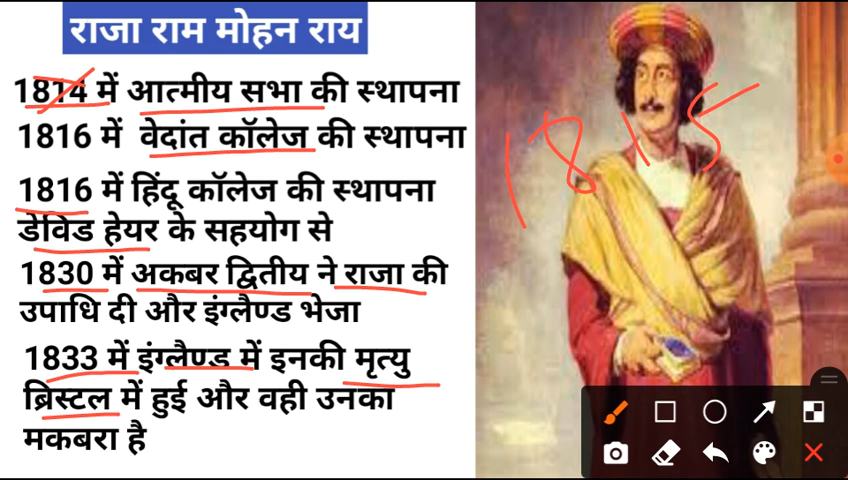 राजा राम मोहन राय
1814 में आत्मीय सभा की स्थापना
1816 में वेदांत कॉलेज की स्थापना
1816 में हिंदू कॉलेज की स्थापना
डेविड हेयर के सहयोग से
1830 में अकबर द्वितीय ने राजा की
उपाधि दी और इंग्लैण्ड भेजा
1833 में इंग्लैण्ड में इनकी मृत्यु
ब्रिस्टल में हुई और वही उनका
मकबरा है
1815